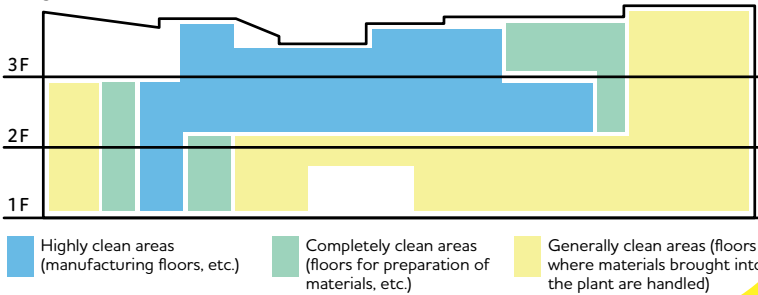 3F
2F
1F
Highly clean areas
(manufacturing floors, etc.)
Completely clean areas
(floors for preparation of
materials, etc.)
Generally clean areas (floors
where materials brought into
the plant are handled)